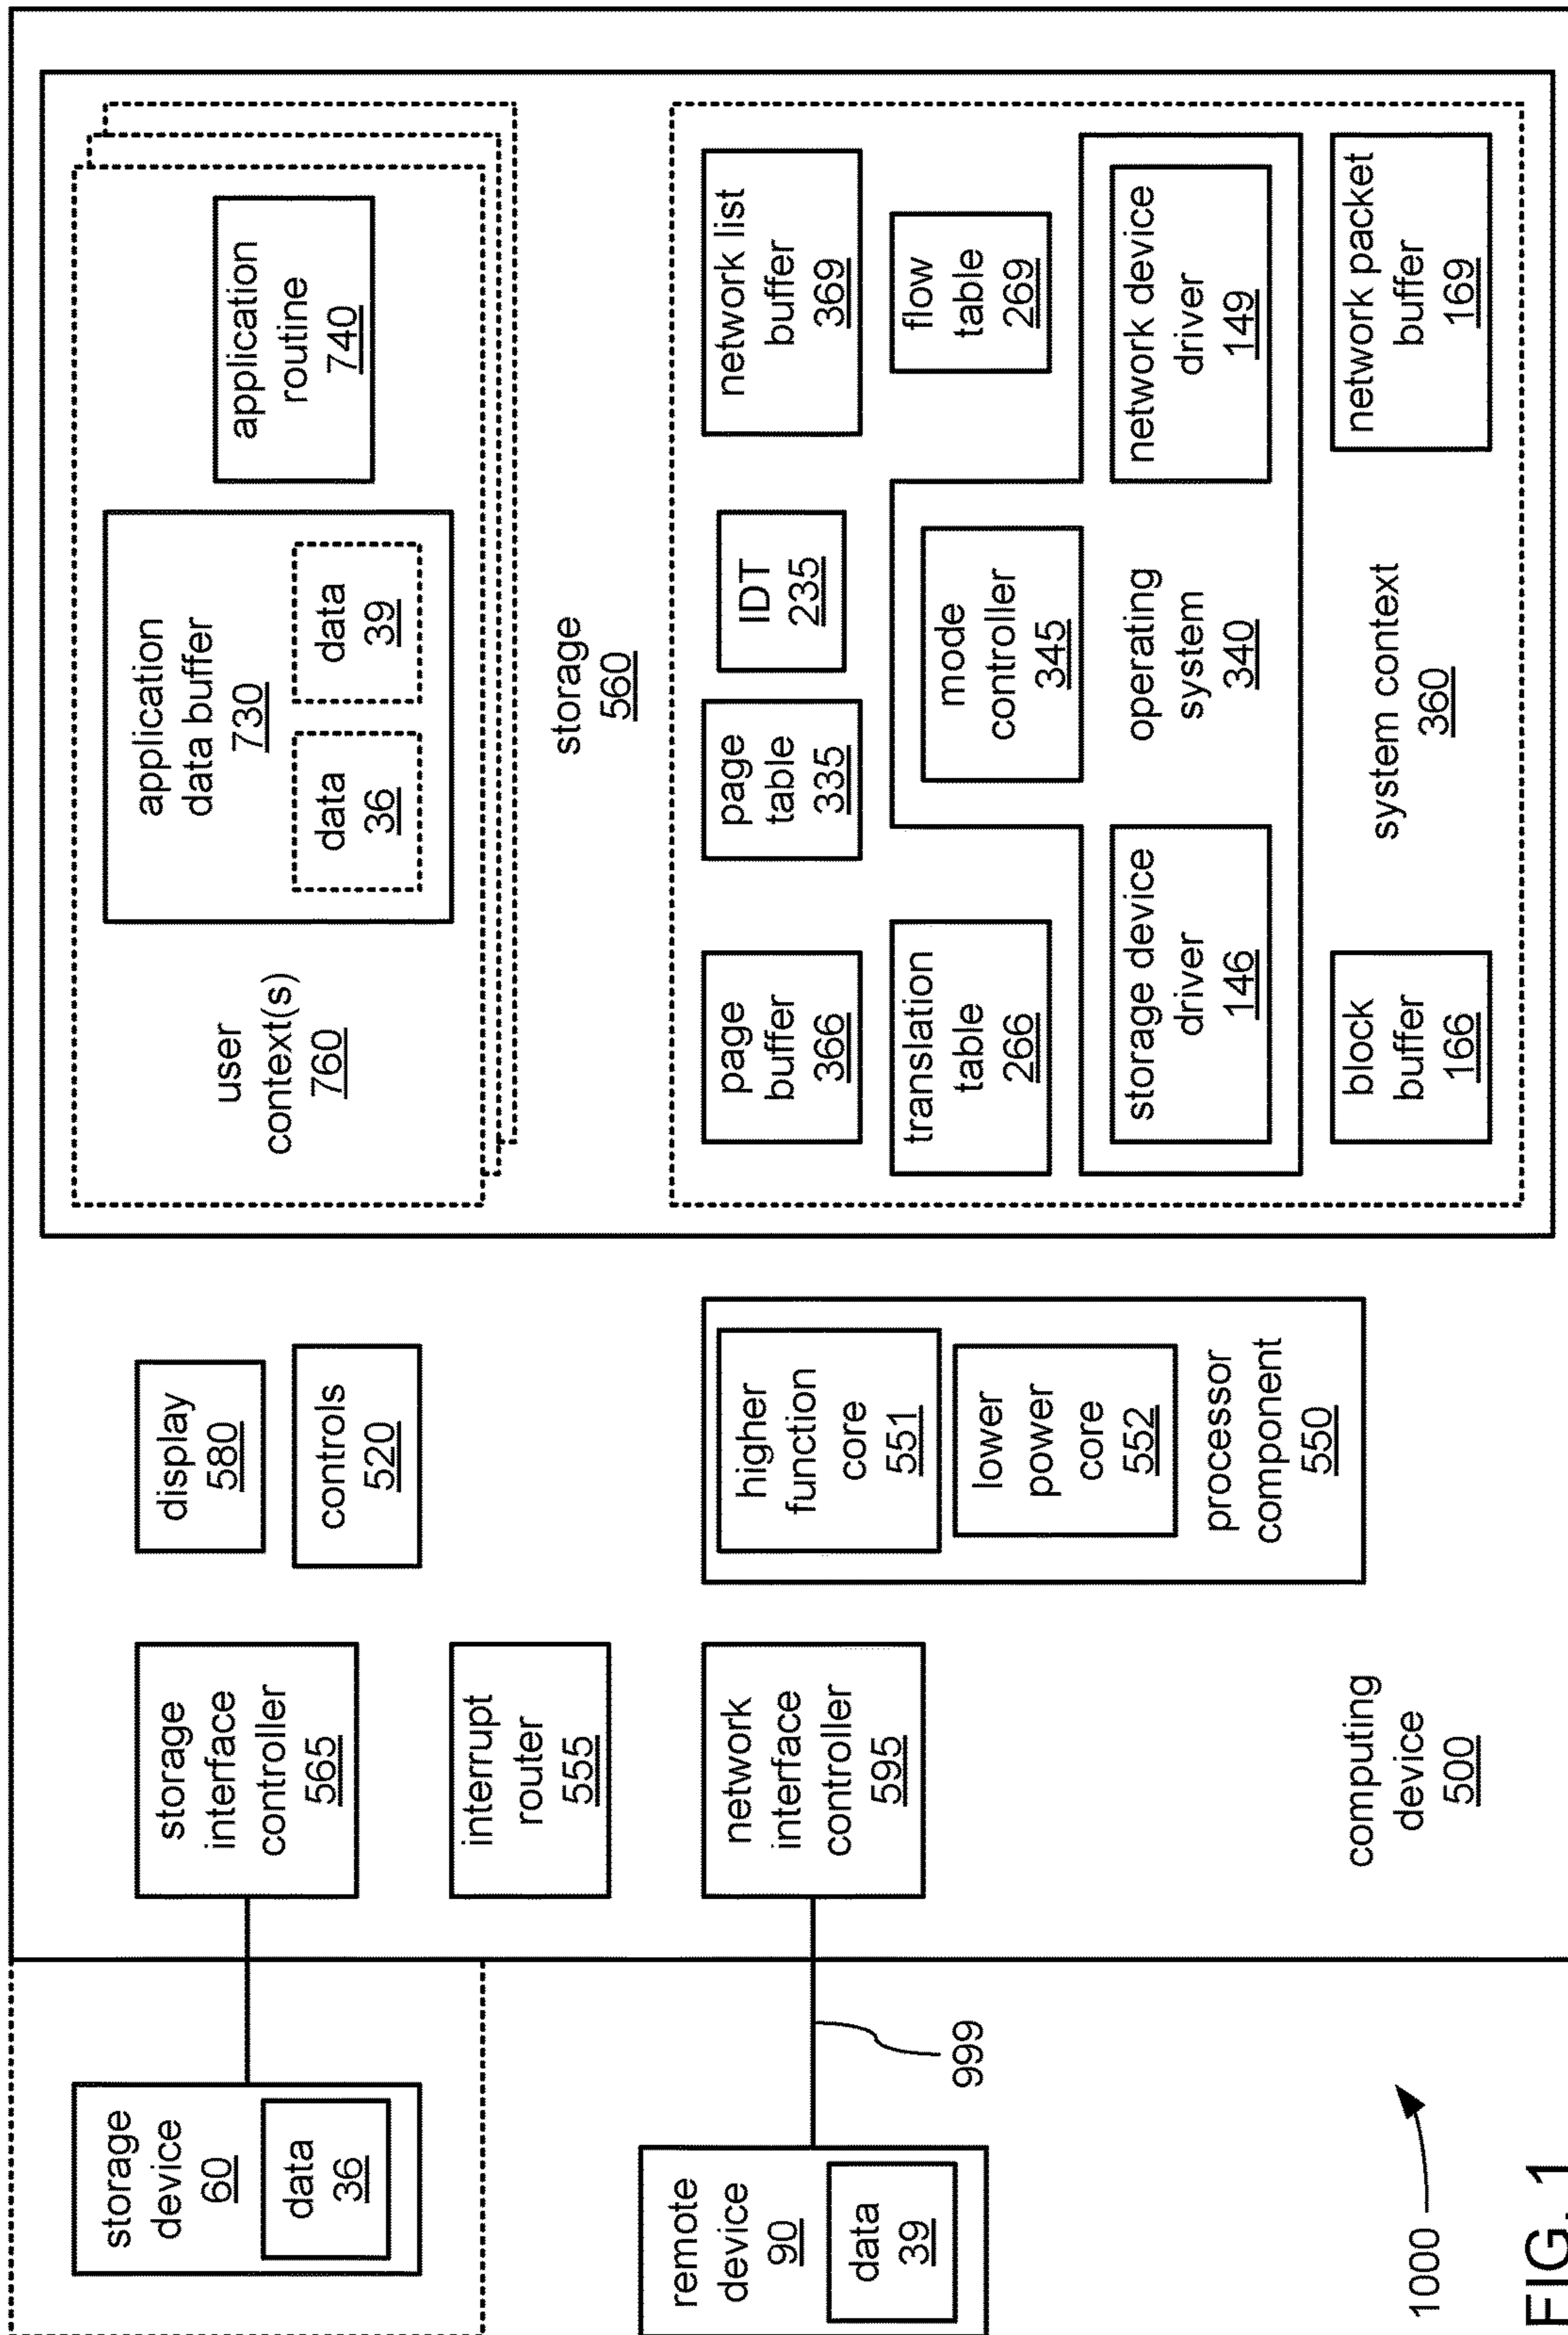 storage
device
60
data
36
remote
device
90
data
39
999
1000
storage
interface
controller
565
interrupt
router
555
network
interface
controller
595
computing
device
500
display
580
controls
520
higher
function
core
551
lower
power
core
552
processor
component
550
user
context(s)
760
application
data buffer
730
data
36
data
39
application
routine
740
storage
560
page
buffer
366
page
table
335
IDT
235
network list
buffer
369
translation
table
266
mode
controller
345
flow
table
269
storage device
driver
146
operating
system
340
network device
driver
149
block
buffer
166
system context
360
network packet
buffer
169
FIG. 1